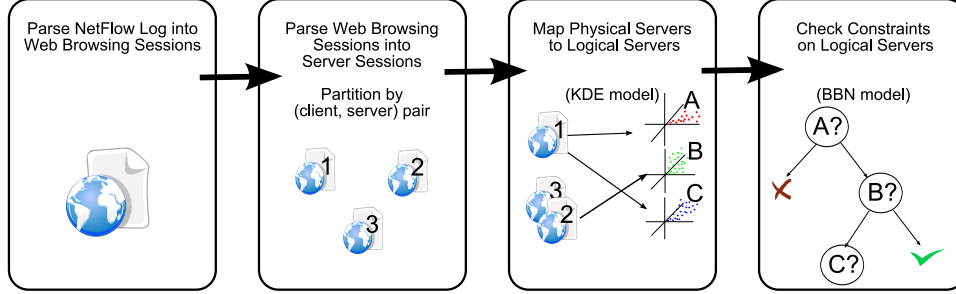 Parse NetFlow Log into
Web Browsing Sessions
Parse Web Browsing
Sessions into
Server Sessions
Partition by
(client, server) pair
1
2
3
Map Physical Servers
to Logical Servers
(KDE model)
A
1
B
3
2
C
Check Constraints
on Logical Servers
(BBN model)
A?
B?
C?